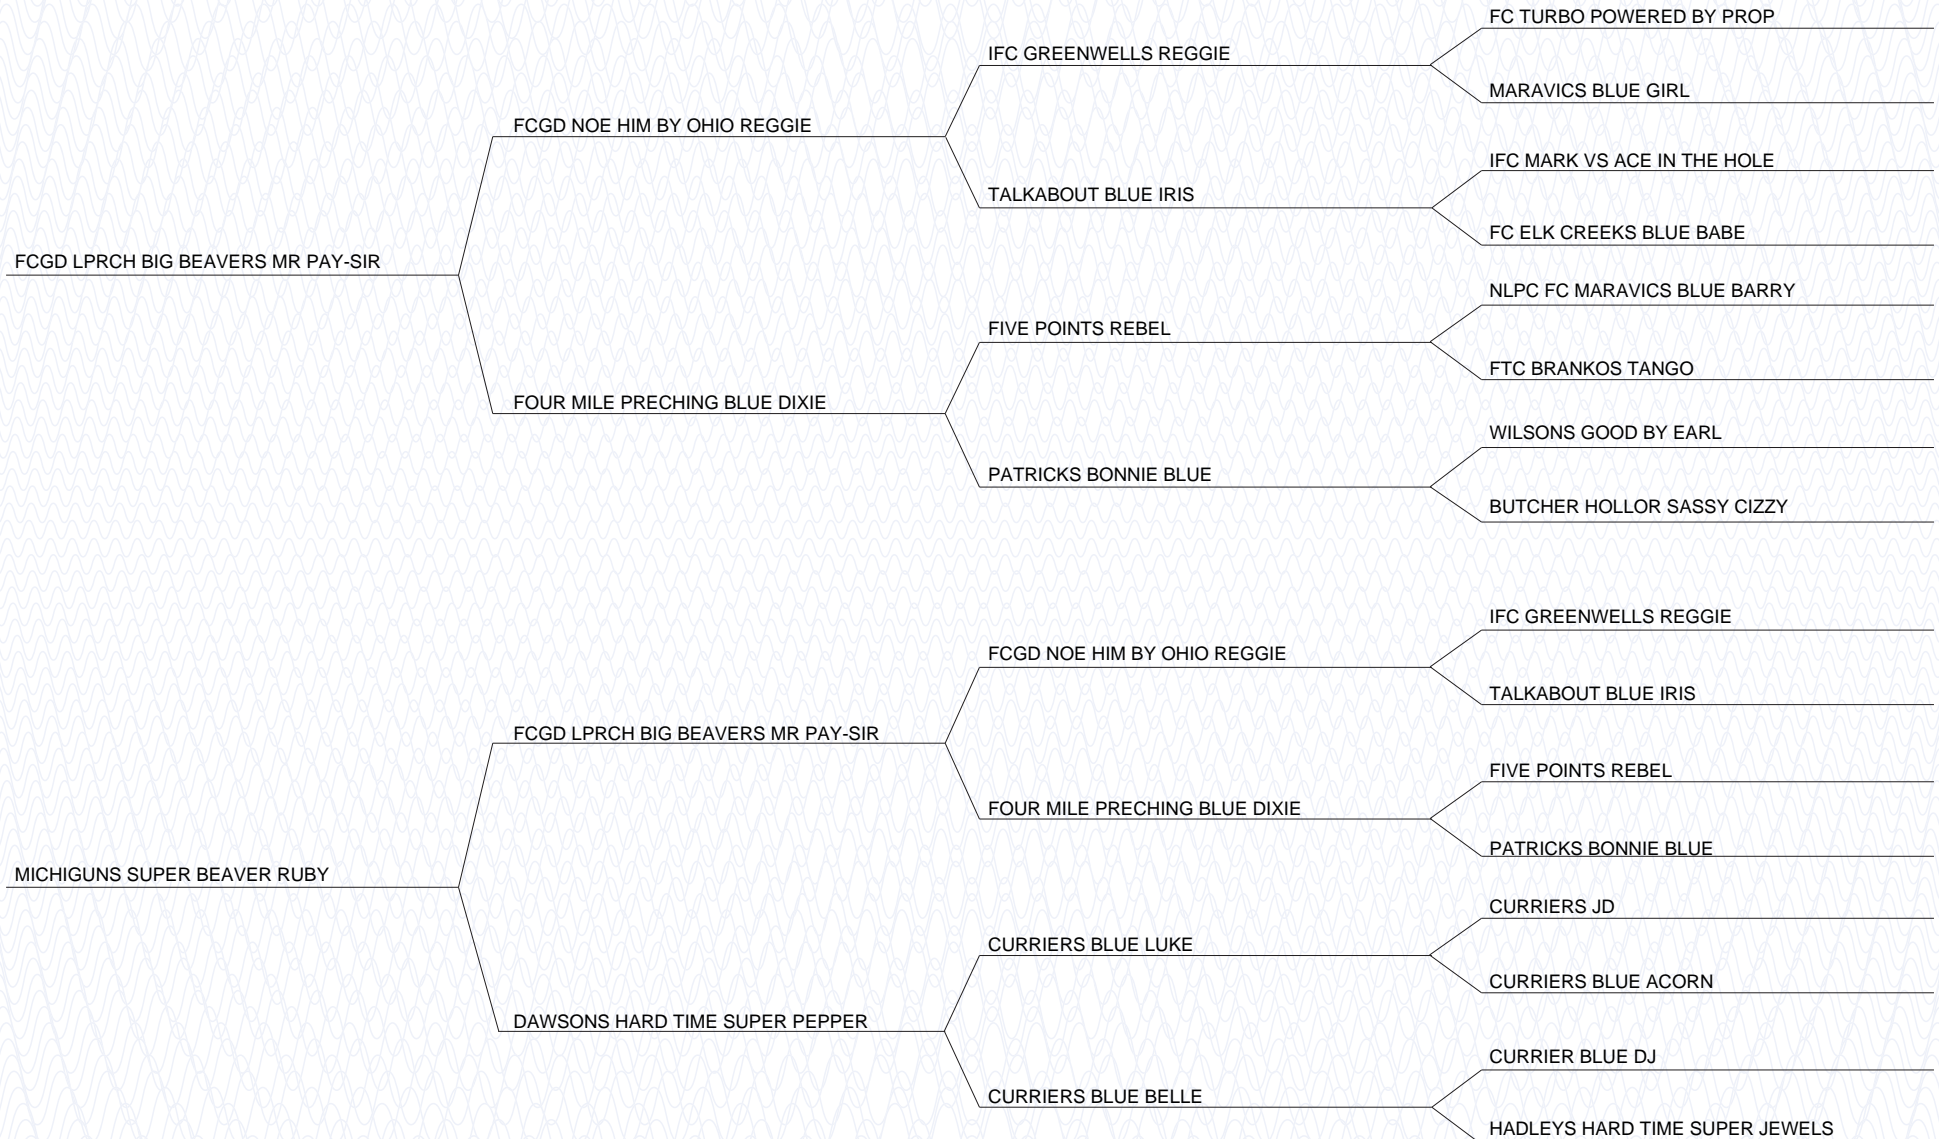 FC TURBO POWERED BY PROP
IFC GREENWELLS REGGIE
MARAVICS BLUE GIRL
FCGD NOE HIM BY OHIO REGGIE
IFC MARK VS ACE IN THE HOLE
TALKABOUT BLUE IRIS
FC ELK CREEKS BLUE BABE
FCGD LPRCH BIG BEAVERS MR PAY-SIR
NLPC FC MARAVICS BLUE BARRY
FIVE POINTS REBEL
FTC BRANKOS TANGO
FOUR MILE PRECHING BLUE DIXIE
WILSONS GOOD BY EARL
PATRICKS BONNIE BLUE
BUTCHER HOLLOR SASSY CIZZY
IFC GREENWELLS REGGIE
FCGD NOE HIM BY OHIO REGGIE
TALKABOUT BLUE IRIS
FCGD LPRCH BIG BEAVERS MR PAY-SIR
FIVE POINTS REBEL
FOUR MILE PRECHING BLUE DIXIE
PATRICKS BONNIE BLUE
MICHIGUNS SUPER BEAVER RUBY
CURRIERS JD
CURRIERS BLUE LUKE
CURRIERS BLUE ACORN
DAWSONS HARD TIME SUPER PEPPER
CURRIER BLUE DJ
CURRIERS BLUE BELLE
HADLEYS HARD TIME SUPER JEWELS